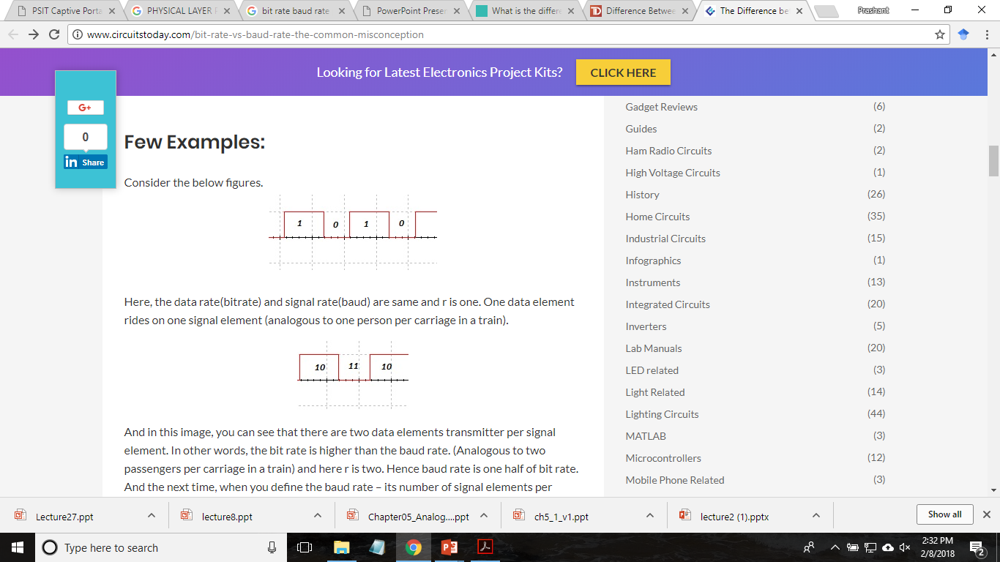 PSIT Captive Porta
PHYSICAL LAYER
bit rate baud rate
PowerPoint Presen
What is the differe
Difference Betwee
The Difference be
Prashant
www.circuitstoday.com/bit-rate-vs-baud-rate-the-common-misconception
Looking for Latest Electronics Project Kits? CLICK HERE
G+
0
in Share
Few Examples:
Consider the below figures.
1 0 1 0
Here, the data rate(bitrate) and signal rate(baud) are same and r is one. One data element
rides on one signal element (analogous to one person per carriage in a train).
10 11 10
And in this image, you can see that there are two data elements transmitter per signal
element. In other words, the bit rate is higher than the baud rate. (Analogous to two
passengers per carriage in a train) and here r is two. Hence baud rate is one half of bit rate.
And the next time, when you define the baud rate – its number of signal elements per
Gadget Reviews (6)
Guides (2)
Ham Radio Circuits (2)
High Voltage Circuits (1)
History (26)
Home Circuits (35)
Industrial Circuits (15)
Infographics (1)
Instruments (13)
Integrated Circuits (20)
Inverters (5)
Lab Manuals (20)
LED related (3)
Light Related (14)
Lighting Circuits (44)
MATLAB (3)
Microcontrollers (12)
Mobile Phone Related (3)
Lecture27.ppt
lecture8.ppt
Chapter05_Analog....ppt
ch5_1_v1.ppt
lecture2 (1).pptx
Show all
Type here to search
2:32 PM
2/8/2018
2